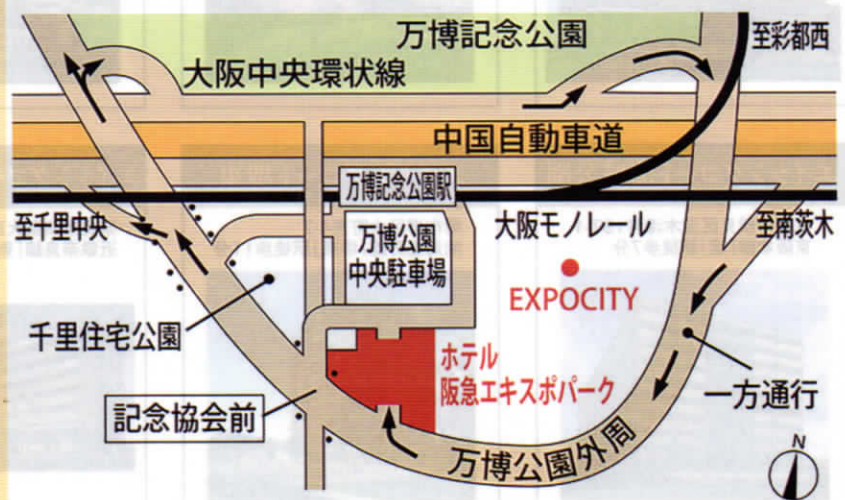 万博記念公園
至彩都西
大阪中央環状線
中国自動車道
万博記念公園駅
至千里中央
万博公園
中央駐車場
大阪モノレール
至南茨木
EXPOCITY
千里住宅公園
ホテル
阪急エキスポパーク
一方通行
記念協会前
万博公園外周
N